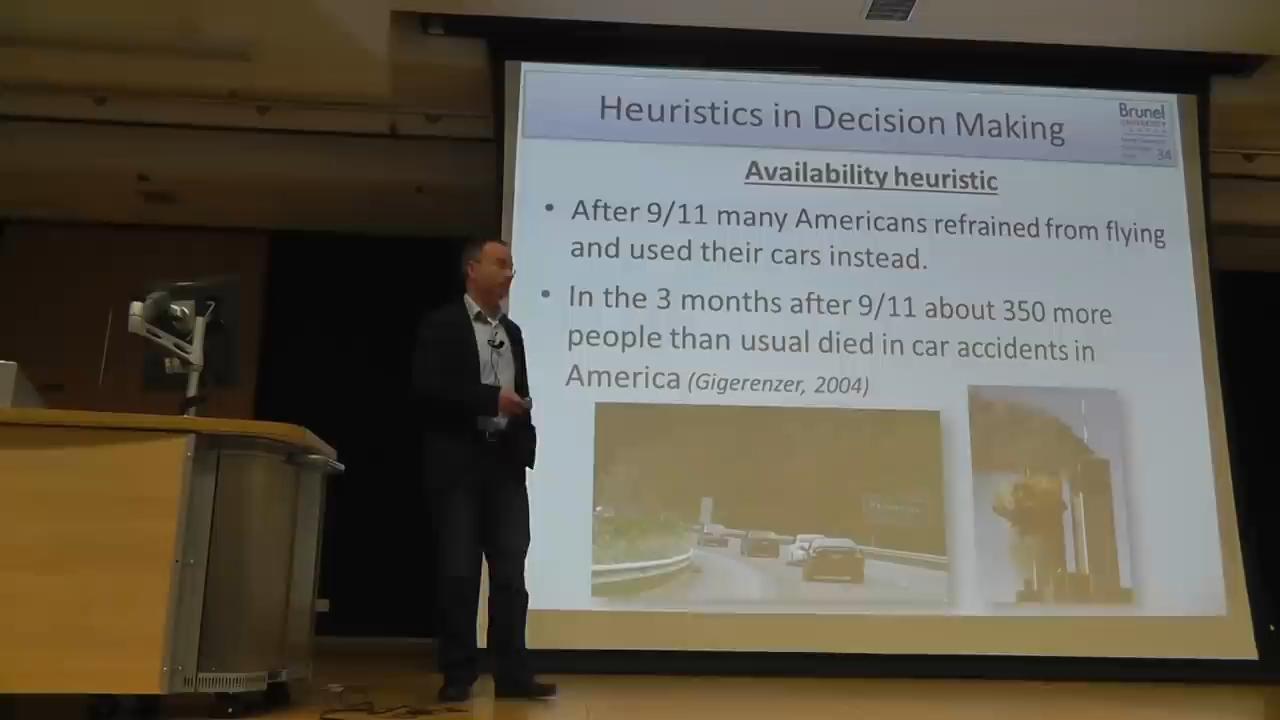 Heuristics in Decision Making
Brunel
UNIVERSITY
34
Availability heuristic
• After 9/11 many Americans refrained from flying
and used their cars instead.
• In the 3 months after 9/11 about 350 more
people than usual died in car accidents in
America (Gigerenzer, 2004)